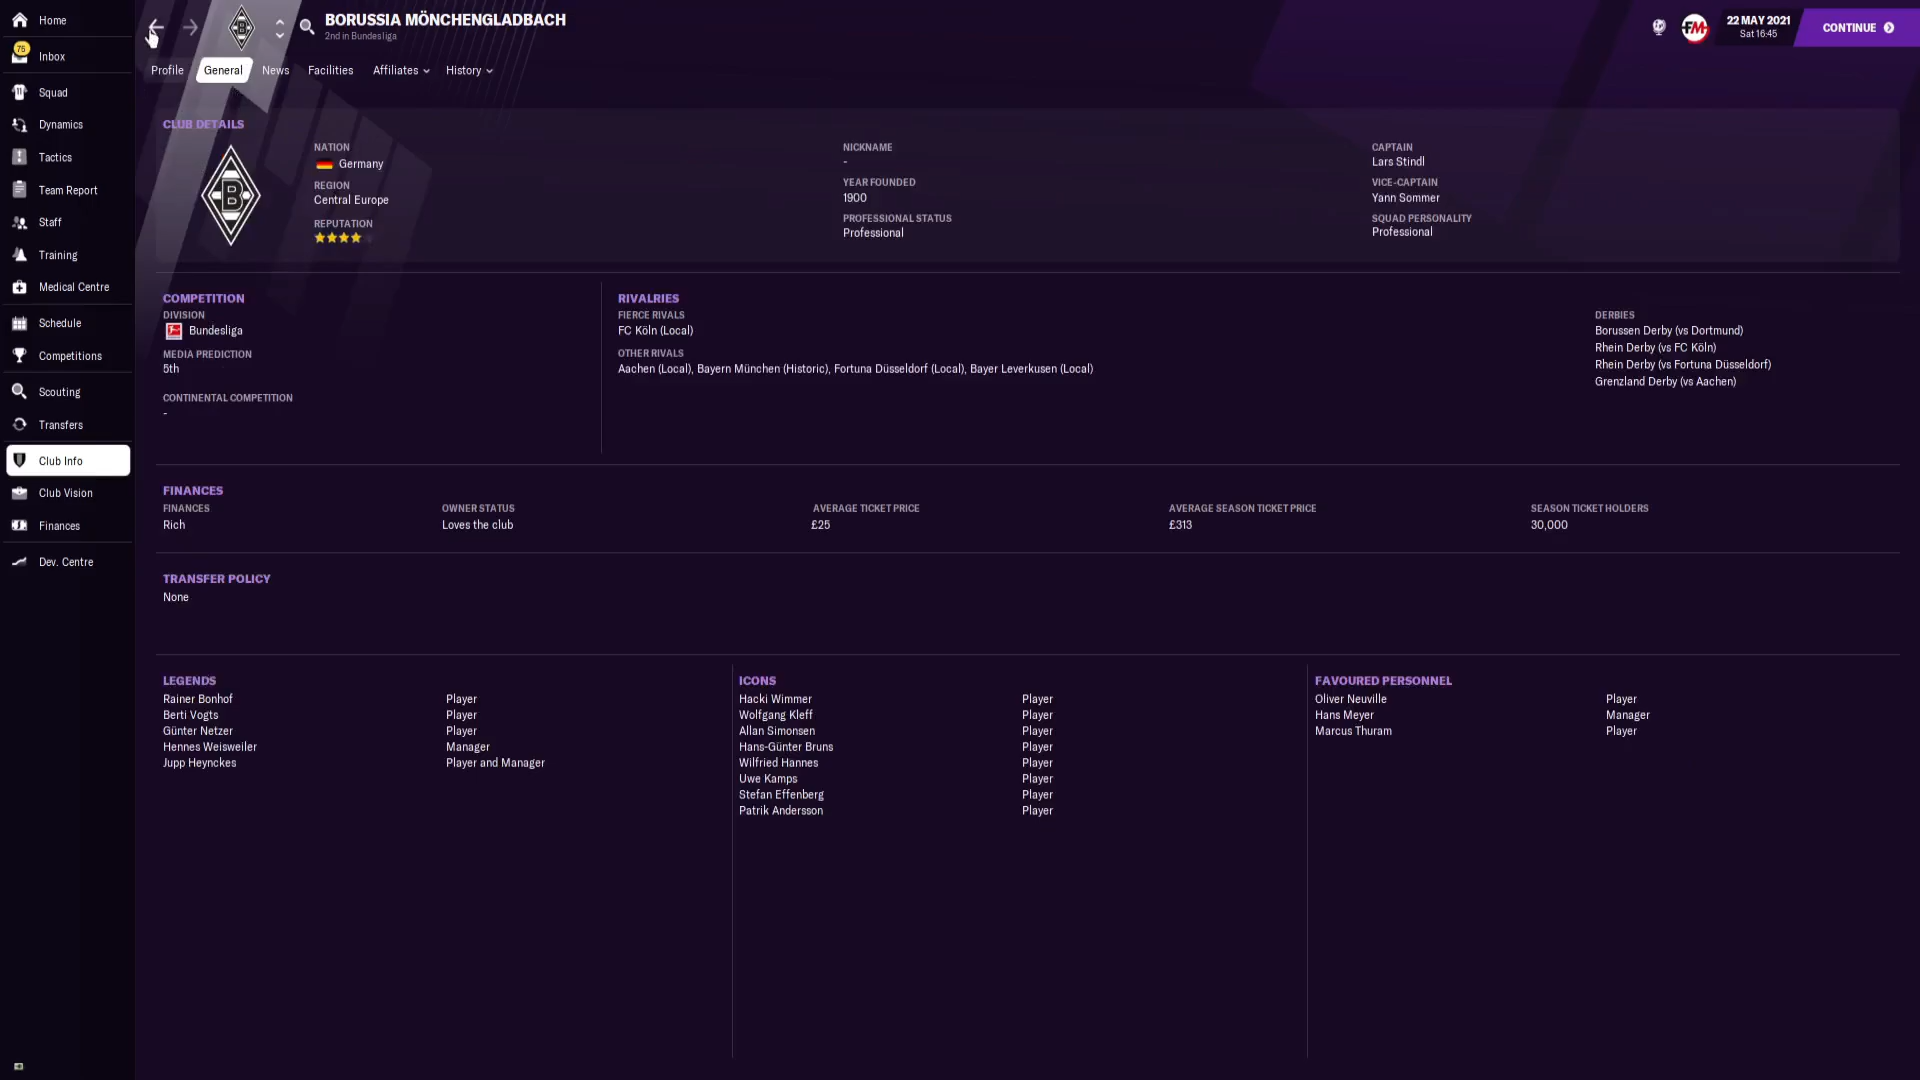 Home
75
Inbox
Squad
Dynamics
Tactics
Team Report
Staff
Training
Medical Centre
Schedule
Competitions
Scouting
Transfers
Club Info
Club Vision
Finances
Dev. Centre
BORUSSIA MÖNCHENGLADBACH
2nd in Bundesliga
FM
22 MAY 2021
Sat 16:45
CONTINUE
Profile General News Facilities Affiliates History
CLUB DETAILS
B
NATION
Germany
REGION
Central Europe
REPUTATION
NICKNAME
-
YEAR FOUNDED
1900
PROFESSIONAL STATUS
Professional
CAPTAIN
Lars Stindl
VICE-CAPTAIN
Yann Sommer
SQUAD PERSONALITY
Professional
COMPETITION
DIVISION
Bundesliga
MEDIA PREDICTION
5th
CONTINENTAL COMPETITION
-
RIVALRIES
FIERCE RIVALS
FC Köln (Local)
OTHER RIVALS
Aachen (Local), Bayern München (Historic), Fortuna Düsseldorf (Local), Bayer Leverkusen (Local)
DERBIES
Borussen Derby (vs Dortmund)
Rhein Derby (vs FC Köln)
Rhein Derby (vs Fortuna Düsseldorf)
Grenzland Derby (vs Aachen)
FINANCES
FINANCES OWNER STATUS AVERAGE TICKET PRICE AVERAGE SEASON TICKET PRICE SEASON TICKET HOLDERS
Rich Loves the club £25 £313 30,000
TRANSFER POLICY
None
LEGENDS
Rainer Bonhof Player
Berti Vogts Player
Günter Netzer Player
Hennes Weisweiler Manager
Jupp Heynckes Player and Manager
ICONS
Hacki Wimmer Player
Wolfgang Kleff Player
Allan Simonsen Player
Hans-Günter Bruns Player
Wilfried Hannes Player
Uwe Kamps Player
Stefan Effenberg Player
Patrik Andersson Player
FAVOURED PERSONNEL
Oliver Neuville Player
Hans Meyer Manager
Marcus Thuram Player